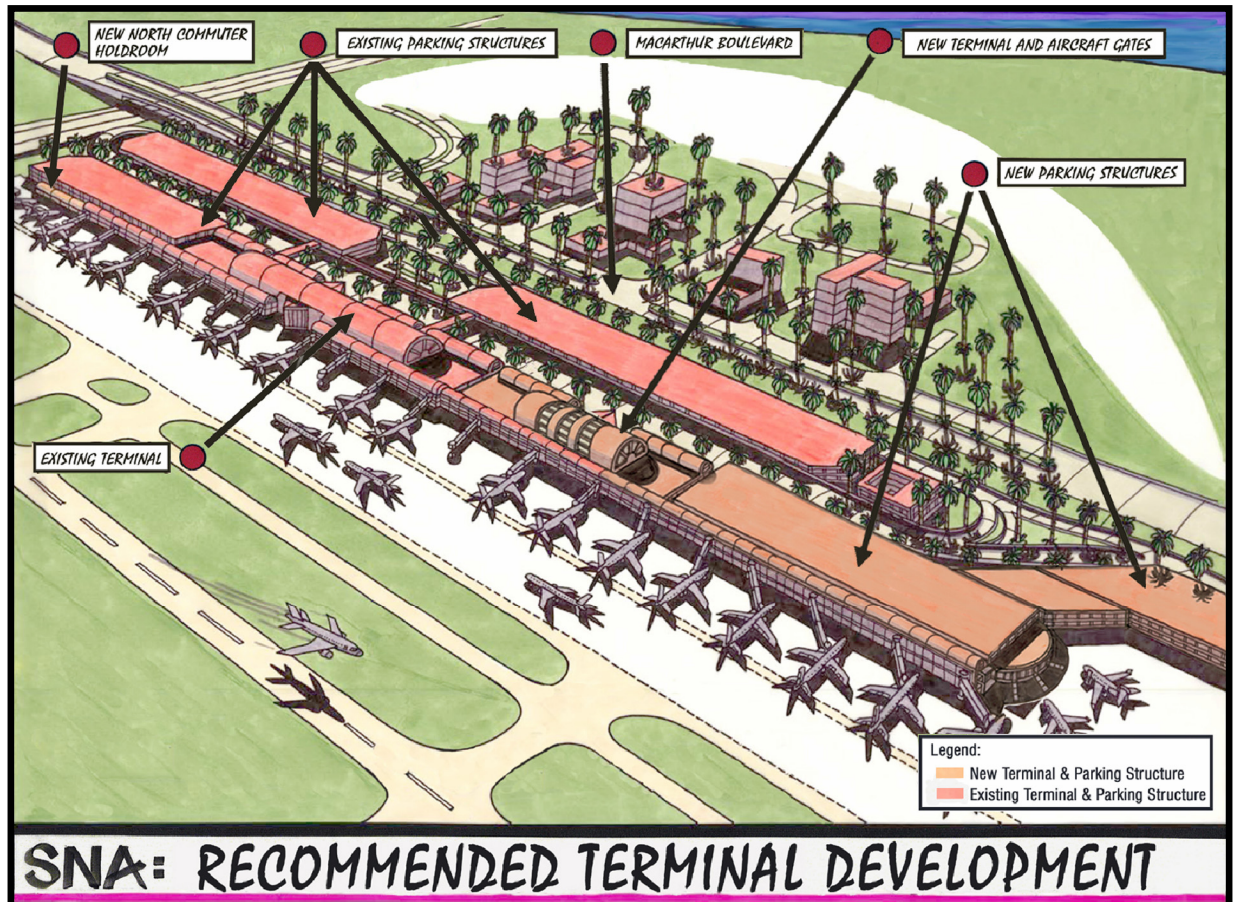 NEW NORTH COMMUTER
HOLDROOM
EXISTING PARKING STRUCTURES
MACARTHUR BOULEVARD
NEW TERMINAL AND AIRCRAFT GATES
NEW PARKING STRUCTURES
EXISTING TERMINAL
Legend:
New Terminal & Parking Structure
Existing Terminal & Parking Structure
SNA: RECOMMENDED TERMINAL DEVELOPMENT